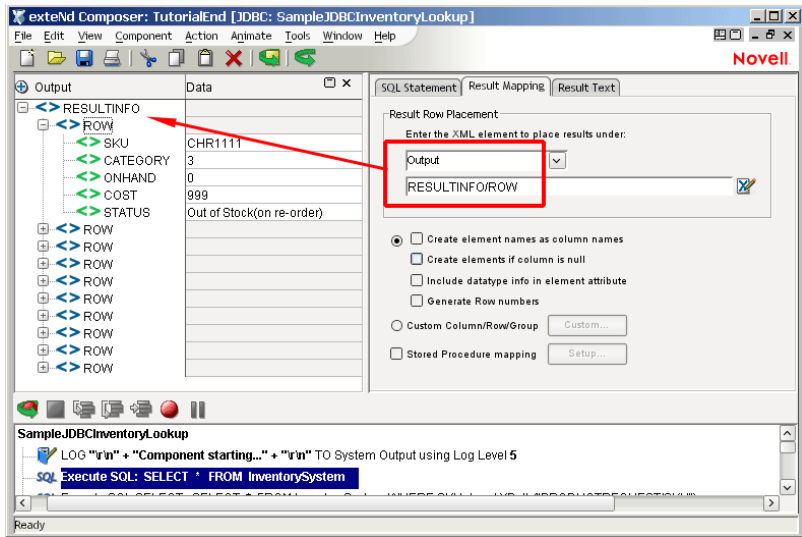 exteNd Composer: TutorialEnd [JDBC: SampleJDBCInventoryLookup]
File Edit View Component Action Animate Tools Window Help
Novell.
Output Data
RESULTINFO
ROW
SKU CHR1111
CATEGORY 3
ONHAND 0
COST 999
STATUS Out of Stock(on re-order)
ROW
ROW
ROW
ROW
ROW
ROW
ROW
ROW
ROW
SQL Statement Result Mapping Result Text
Result Row Placement
Enter the XML element to place results under:
Output
RESULTINFO/ROW
Create element names as column names
Create elements if column is null
Include datatype info in element attribute
Generate Row numbers
Custom Column/Row/Group Custom...
Stored Procedure mapping Setup...
SampleJDBCInventoryLookup
LOG "\r\n" + "Component starting..." + "\r\n" TO System Output using Log Level 5
SQL Execute SQL: SELECT * FROM InventorySystem
Ready